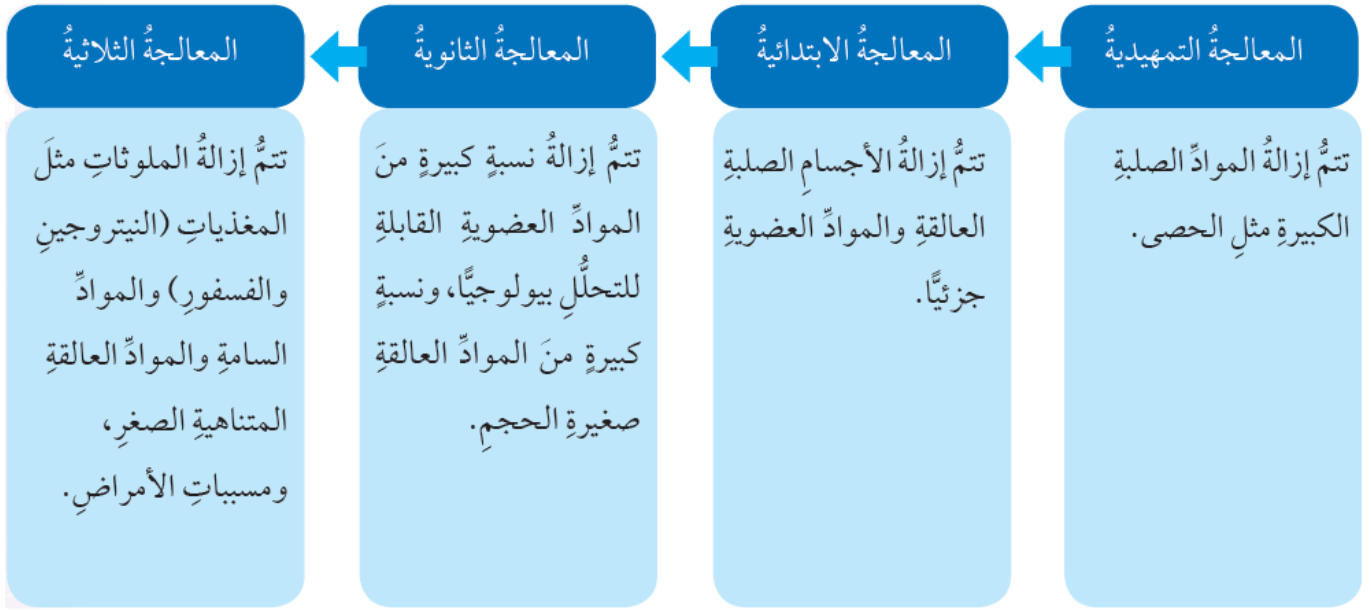 المعالجةُ التمهيديةُ
تتمُّ إزالةُ الموادِّ الصلبةِ
الكبيرةِ مثلِ الحصى.
المعالجةُ الابتدائيةُ
تتمُّ إزالةُ الأجسامِ الصلبةِ
العالقةِ والموادِّ العضويةِ
جزئيًّا.
المعالجةُ الثانويةُ
تتمُّ إزالةُ نسبةٍ كبيرةٍ منَ
الموادِّ العضويةِ القابلةِ
للتحلُّلِ بيولوجيًّا، ونسبةٍ
كبيرةٍ منَ الموادِّ العالقةِ
صغيرةِ الحجمِ.
المعالجةُ الثلاثيةُ
تتمُّ إزالةُ الملوثاتِ مثلَ
المغذياتِ (النيتروجينِ
والفسفورِ) والموادِّ
السامةِ والموادِّ العالقةِ
المتناهيةِ الصغرِ،
ومسبباتِ الأمراضِ.